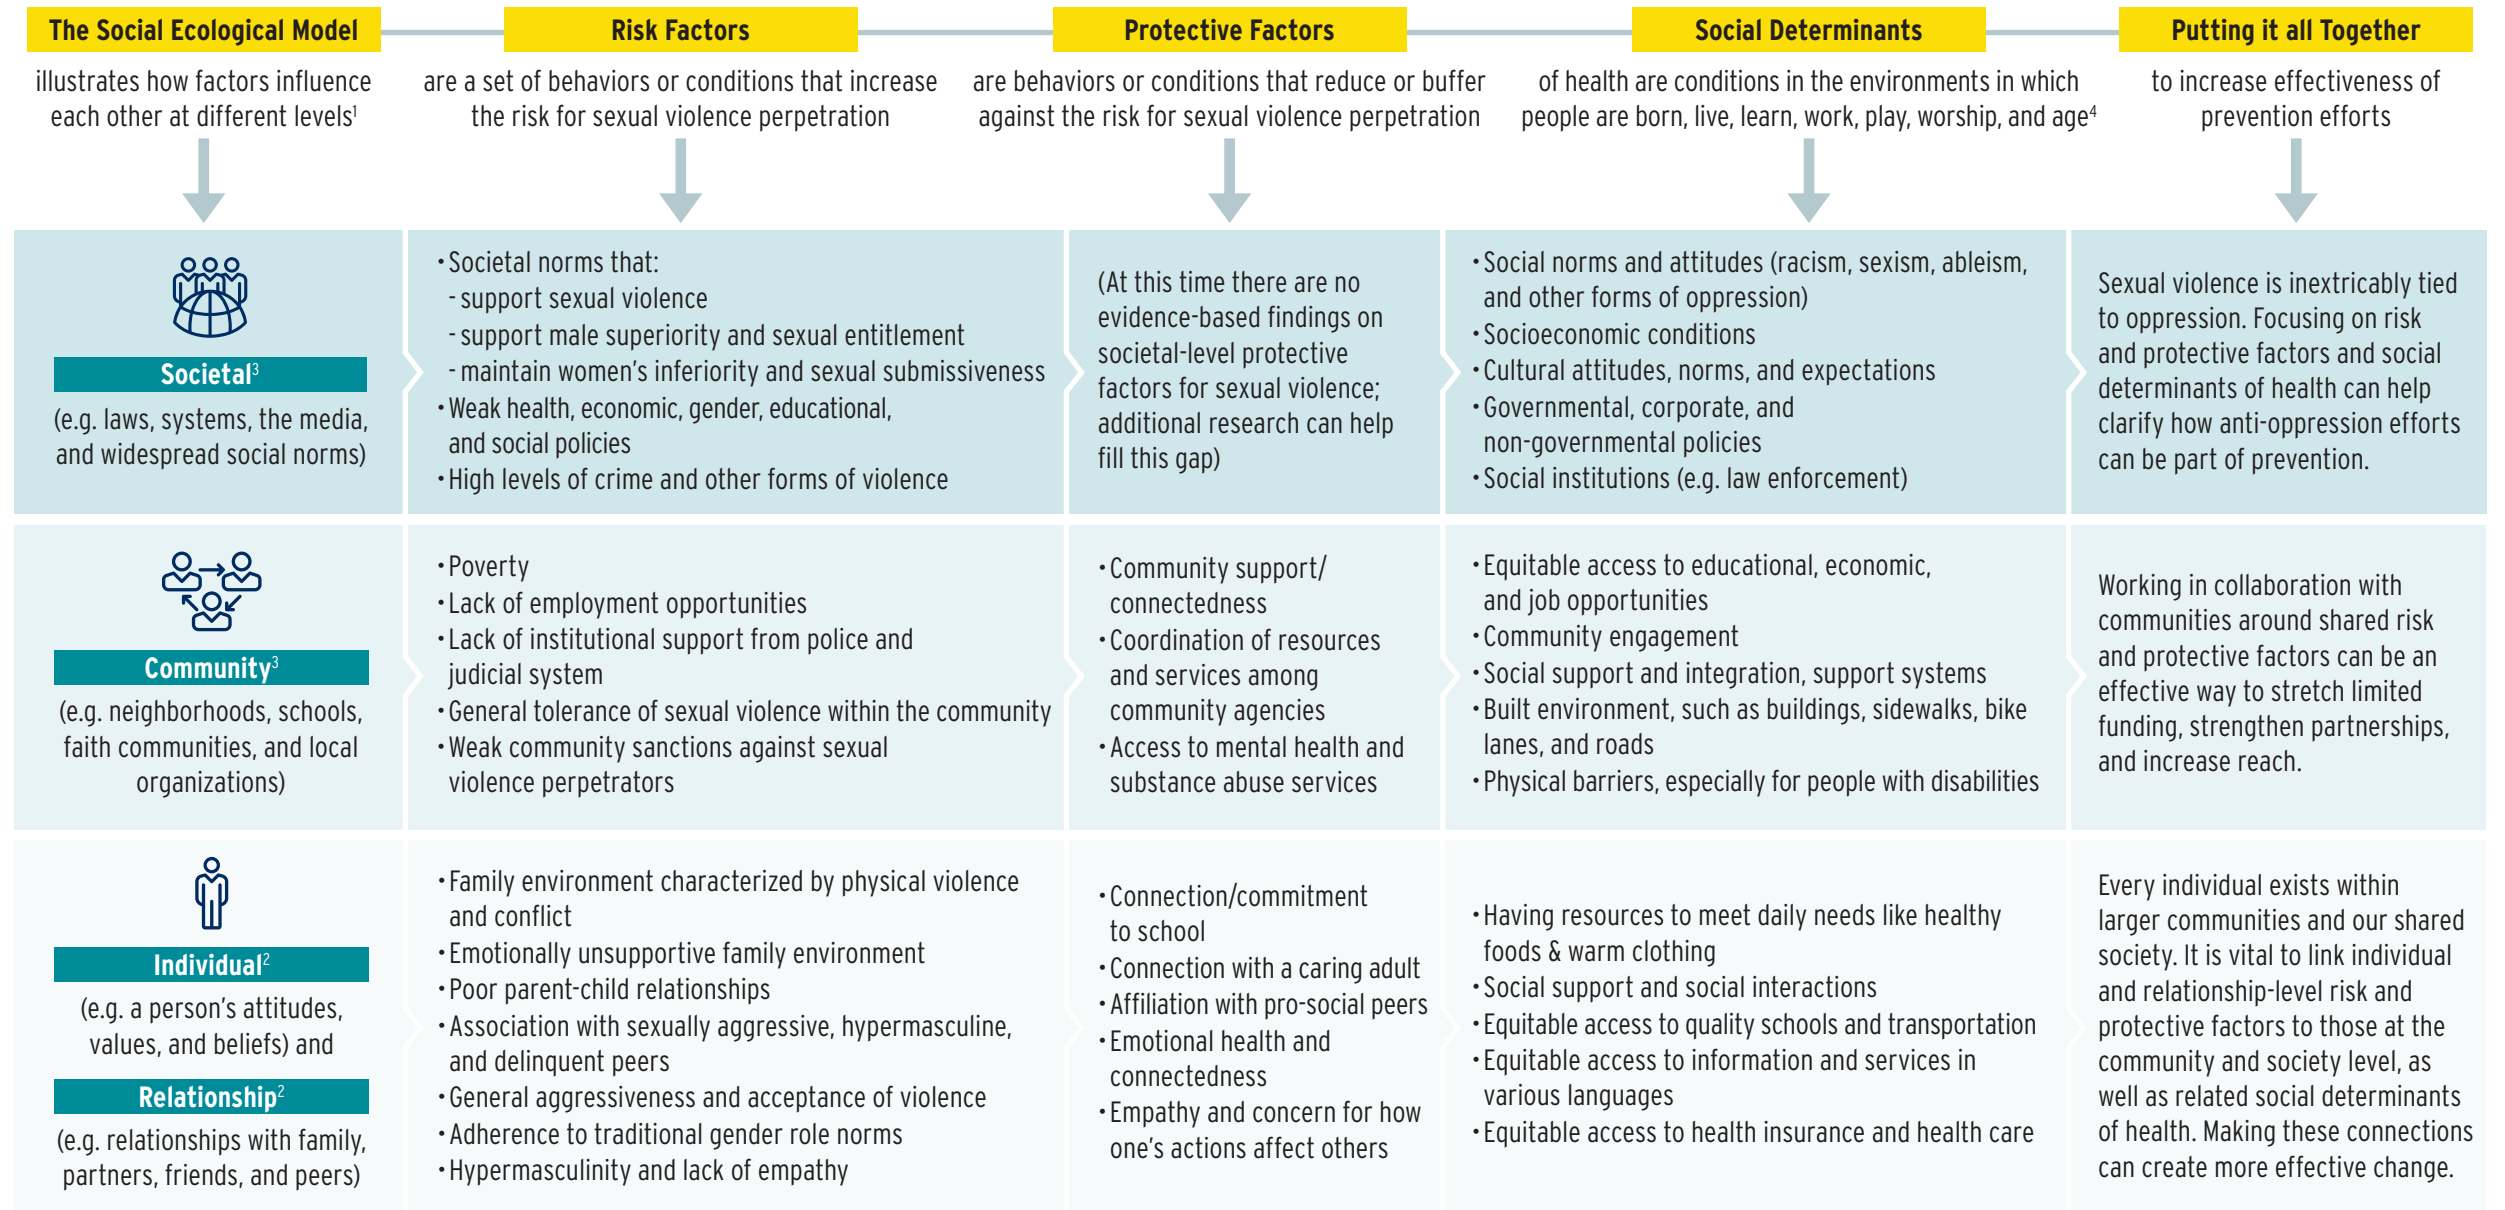 The Social Ecological Model
illustrates how factors influence
each other at different levels¹
Risk Factors
are a set of behaviors or conditions that increase
the risk for sexual violence perpetration
Protective Factors
are behaviors or conditions that reduce or buffer
against the risk for sexual violence perpetration
Social Determinants
of health are conditions in the environments in which
people are born, live, learn, work, play, worship, and age⁴
Putting it all Together
to increase effectiveness of
prevention efforts
Societal³
(e.g. laws, systems, the media,
and widespread social norms)
• Societal norms that:
- support sexual violence
- support male superiority and sexual entitlement
- maintain women’s inferiority and sexual submissiveness
• Weak health, economic, gender, educational,
and social policies
• High levels of crime and other forms of violence
(At this time there are no
evidence-based findings on
societal-level protective
factors for sexual violence;
additional research can help
fill this gap)
• Social norms and attitudes (racism, sexism, ableism,
and other forms of oppression)
• Socioeconomic conditions
• Cultural attitudes, norms, and expectations
• Governmental, corporate, and
non-governmental policies
• Social institutions (e.g. law enforcement)
Sexual violence is inextricably tied
to oppression. Focusing on risk
and protective factors and social
determinants of health can help
clarify how anti-oppression efforts
can be part of prevention.
Community³
(e.g. neighborhoods, schools,
faith communities, and local
organizations)
• Poverty
• Lack of employment opportunities
• Lack of institutional support from police and
judicial system
• General tolerance of sexual violence within the community
• Weak community sanctions against sexual
violence perpetrators
• Community support/
connectedness
• Coordination of resources
and services among
community agencies
• Access to mental health and
substance abuse services
• Equitable access to educational, economic,
and job opportunities
• Community engagement
• Social support and integration, support systems
• Built environment, such as buildings, sidewalks, bike
lanes, and roads
• Physical barriers, especially for people with disabilities
Working in collaboration with
communities around shared risk
and protective factors can be an
effective way to stretch limited
funding, strengthen partnerships,
and increase reach.
Individual²
(e.g. a person’s attitudes,
values, and beliefs) and
Relationship²
(e.g. relationships with family,
partners, friends, and peers)
• Family environment characterized by physical violence
and conflict
• Emotionally unsupportive family environment
• Poor parent-child relationships
• Association with sexually aggressive, hypermasculine,
and delinquent peers
• General aggressiveness and acceptance of violence
• Adherence to traditional gender role norms
• Hypermasculinity and lack of empathy
• Connection/commitment
to school
• Connection with a caring adult
• Affiliation with pro-social peers
• Emotional health and
connectedness
• Empathy and concern for how
one’s actions affect others
• Having resources to meet daily needs like healthy
foods & warm clothing
• Social support and social interactions
• Equitable access to quality schools and transportation
• Equitable access to information and services in
various languages
• Equitable access to health insurance and health care
Every individual exists within
larger communities and our shared
society. It is vital to link individual
and relationship-level risk and
protective factors to those at the
community and society level, as
well as related social determinants
of health. Making these connections
can create more effective change.